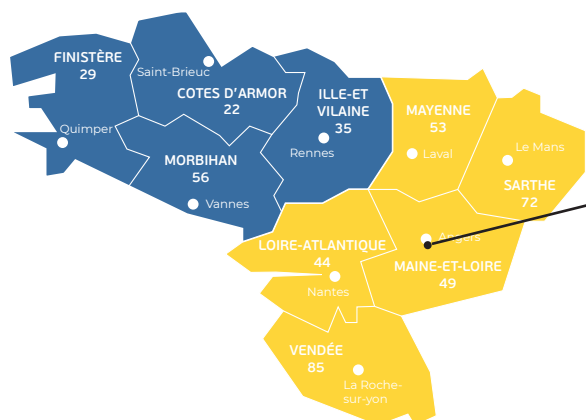 FINISTÈRE
29
Saint-Brieuc
COTES D'ARMOR
22
ILLE-ET
VILAINE
35
MAYENNE
53
Quimper
Rennes
Laval
Le Mans
MORBIHAN
56
SARTHE
72
Vannes
LOIRE-ATLANTIQUE
44
Angers
MAINE-ET-LOIRE
49
Nantes
VENDÉE
85
La Roche-
sur-yon